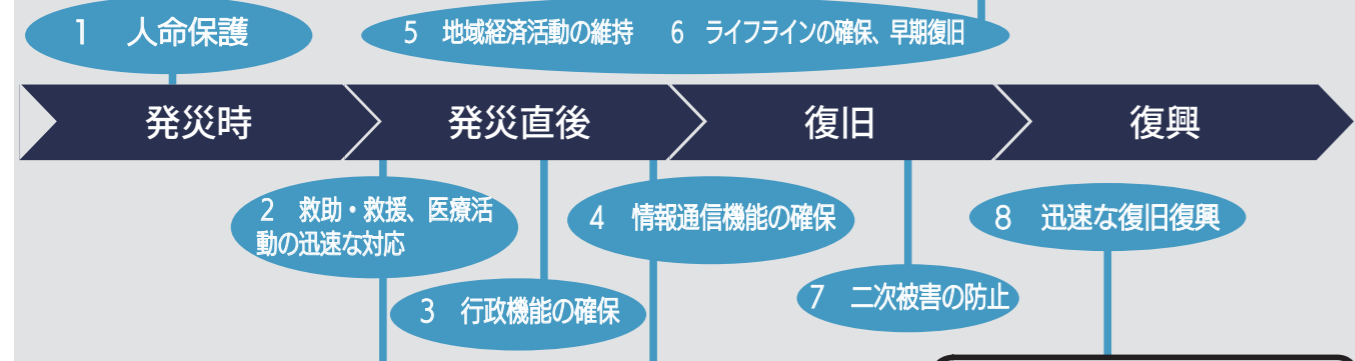 1 人命保護
5 地域経済活動の維持 6 ライフラインの確保、早期復旧
発災時
発災直後
復旧
復興
2 救助・救援、医療活
動の迅速な対応
4 情報通信機能の確保
8 迅速な復旧復興
7 二次被害の防止
3 行政機能の確保